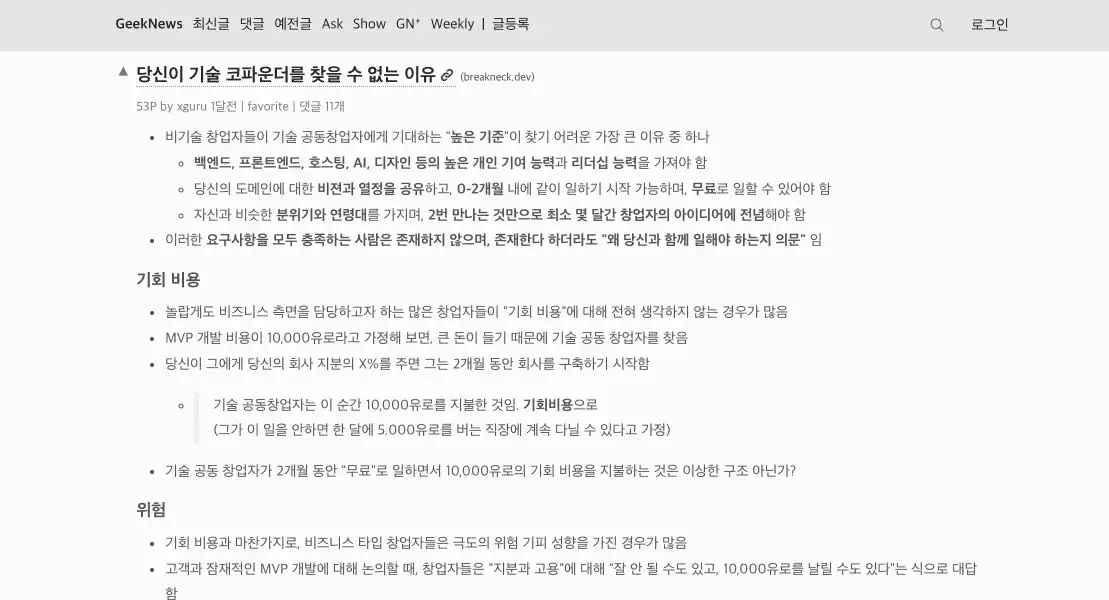 GeekNews 최신글 댓글 예전글 Ask Show GN⁺ Weekly | 글등록 로그인
당신이 기술 코파운더를 찾을 수 없는 이유 (breakneck.dev)
53P by xguru 1달전 | favorite | 댓글 11개
비기술 창업자들이 기술 공동창업자에게 기대하는 "높은 기준"이 찾기 어려운 가장 큰 이유 중 하나
백엔드, 프론트엔드, 호스팅, AI, 디자인 등의 높은 개인 기여 능력과 리더십 능력을 가져야 함
당신의 도메인에 대한 비젼과 열정을 공유하고, 0-2개월 내에 같이 일하기 시작 가능하며, 무료로 일할 수 있어야 함
자신과 비슷한 분위기와 연령대를 가지며, 2번 만나는 것만으로 최소 몇 달간 창업자의 아이디어에 전념해야 함
이러한 요구사항을 모두 충족하는 사람은 존재하지 않으며, 존재한다 하더라도 "왜 당신과 함께 일해야 하는지 의문" 임
기회 비용
놀랍게도 비즈니스 측면을 담당하고자 하는 많은 창업자들이 "기회 비용"에 대해 전혀 생각하지 않는 경우가 많음
MVP 개발 비용이 10,000유로라고 가정해 보면, 큰 돈이 들기 때문에 기술 공동 창업자를 찾음
당신이 그에게 당신의 회사 지분의 X%를 주면 그는 2개월 동안 회사를 구축하기 시작함
기술 공동창업자는 이 순간 10,000유로를 지불한 것임. 기회비용으로
(그가 이 일을 안하면 한 달에 5.000유로를 버는 직장에 계속 다닐 수 있다고 가정)
기술 공동 창업자가 2개월 동안 "무료"로 일하면서 10,000유로의 기회 비용을 지불하는 것은 이상한 구조 아닌가?
위험
기회 비용과 마찬가지로, 비즈니스 타입 창업자들은 극도의 위험 기피 성향을 가진 경우가 많음
고객과 잠재적인 MVP 개발에 대해 논의할 때, 창업자들은 "지분과 고용"에 대해 "잘 안 될 수도 있고, 10,000유로를 날릴 수도 있다"는 식으로 대답
함